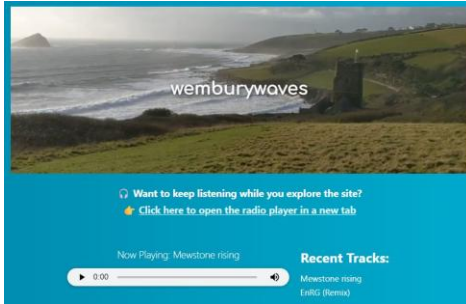 wemburywaves
🎧 Want to keep listening while you explore the site?
👉 Click here to open the radio player in a new tab
Now Playing: Mewstone rising
0:00
Recent Tracks:
Mewstone rising
EnRG (Remix)